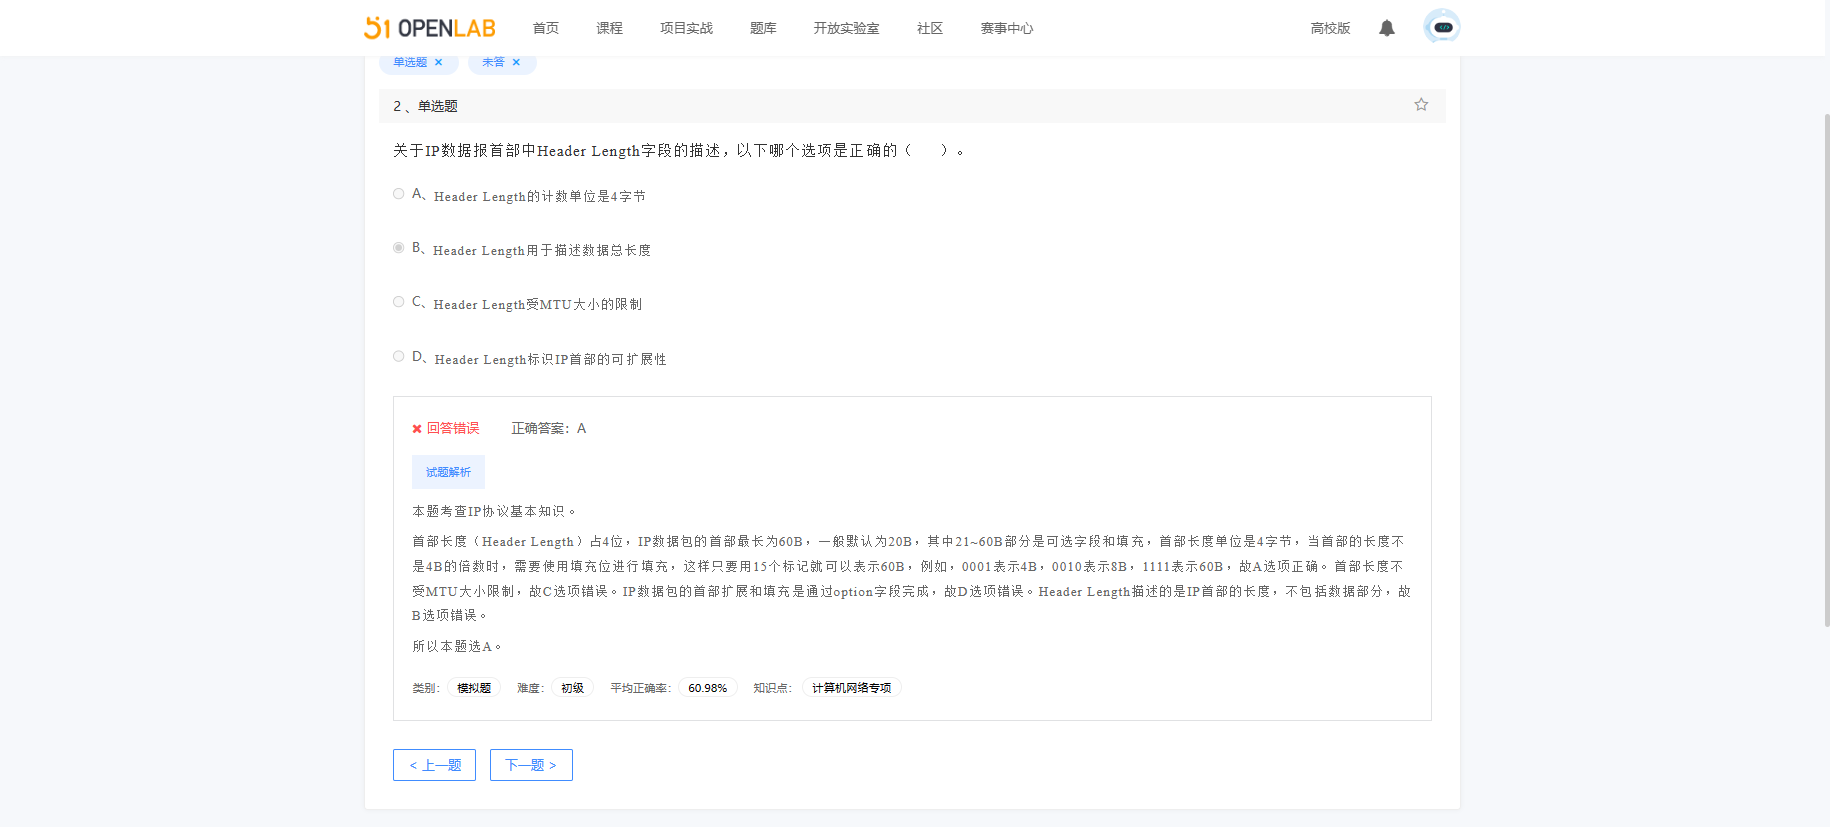 51 OPENLAB 首页 课程 项目实战 题库 开放实验室 社区 赛事中心 高校版
单选题 × 未答 ×
2 、单选题
关于IP数据报首部中Header Length字段的描述，以下哪个选项是正确的（ ）。
A、Header Length的计数单位是4字节
B、Header Length用于描述数据总长度
C、Header Length受MTU大小的限制
D、Header Length标识IP首部的可扩展性
✖ 回答错误 正确答案：A
试题解析
本题考查IP协议基本知识。
首部长度（Header Length）占4位，IP数据包的首部最长为60B，一般默认为20B，其中21~60B部分是可选字段和填充，首部长度单位是4字节，当首部的长度不
是4B的倍数时，需要使用填充位进行填充，这样只要用15个标记就可以表示60B，例如，0001表示4B，0010表示8B，1111表示60B，故A选项正确。首部长度不
受MTU大小限制，故C选项错误。IP数据包的首部扩展和填充是通过option字段完成，故D选项错误。Header Length描述的是IP首部的长度，不包括数据部分，故
B选项错误。
所以本题选A。
类别： 模拟题 难度： 初级 平均正确率： 60.98% 知识点： 计算机网络专项
< 上一题 下一题 >